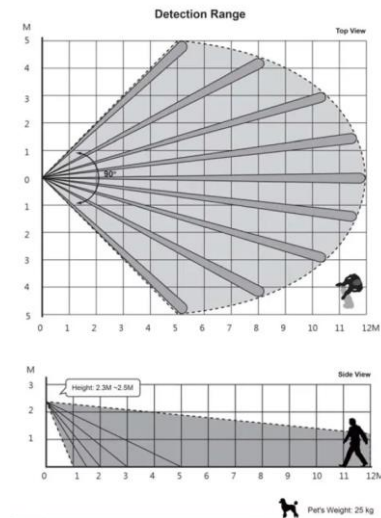 Detection Range
M
Top View
5
4
3
2
1
0
1
2
3
4
5
90°
0 1 2 3 4 5 6 7 8 9 10 11 12M
M
Side View
3
Height: 2.3M ~2.5M
2
1
0 1 2 3 4 5 6 7 8 9 10 11 12M
Pet's Weight: 25 kg